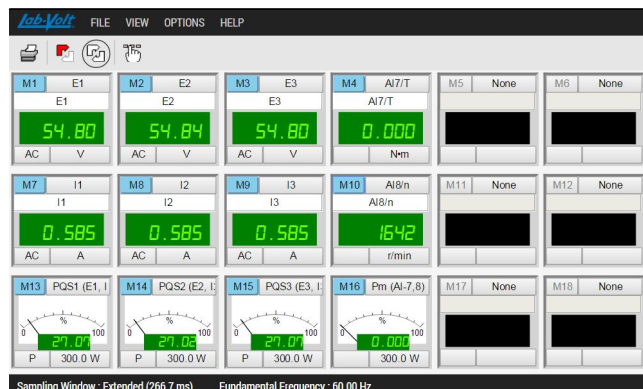 Lab-Volt FILE VIEW OPTIONS HELP
M1 E1 M2 E2 M3 E3 M4 AI7/T M5 None M6 None
E1 E2 E3 AI7/T
54.80 54.84 54.80 0.000
AC V AC V AC V N•m
M7 I1 M8 I2 M9 I3 M10 AI8/n M11 None M12 None
I1 I2 I3 AI8/n
0.585 0.585 0.585 1642
AC A AC A AC A r/min
M13 PQS1 (E1, I M14 PQS2 (E2, I M15 PQS3 (E3, I M16 Pm (AI-7,8) M17 None M18 None
% % % %
0 100 0 100 0 100 0 100
27.07 27.02 27.07 0.000
P 300.0 W P 300.0 W P 300.0 W 300.0 W
Sampling Window : Extended (266.7 ms) Fundamental Frequency : 60.00 Hz